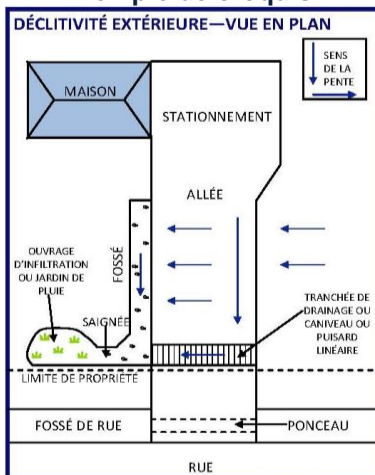 DÉCLITIVITÉ EXTÉRIEURE—VUE EN PLAN
SENS
DE LA
PENTE
MAISON
STATIONNEMENT
ALLÉE
OUVRAGE
D'INFILTRATION
OU JARDIN DE
PLUIE
FOSSÉ
SAIGNÉE
TRANCHÉE DE
DRAINAGE OU
CANIVEAU OU
PUISARD
LINÉAIRE
LIMITE DE PROPRIÉTÉ
FOSSÉ DE RUE
PONCEAU
RUE